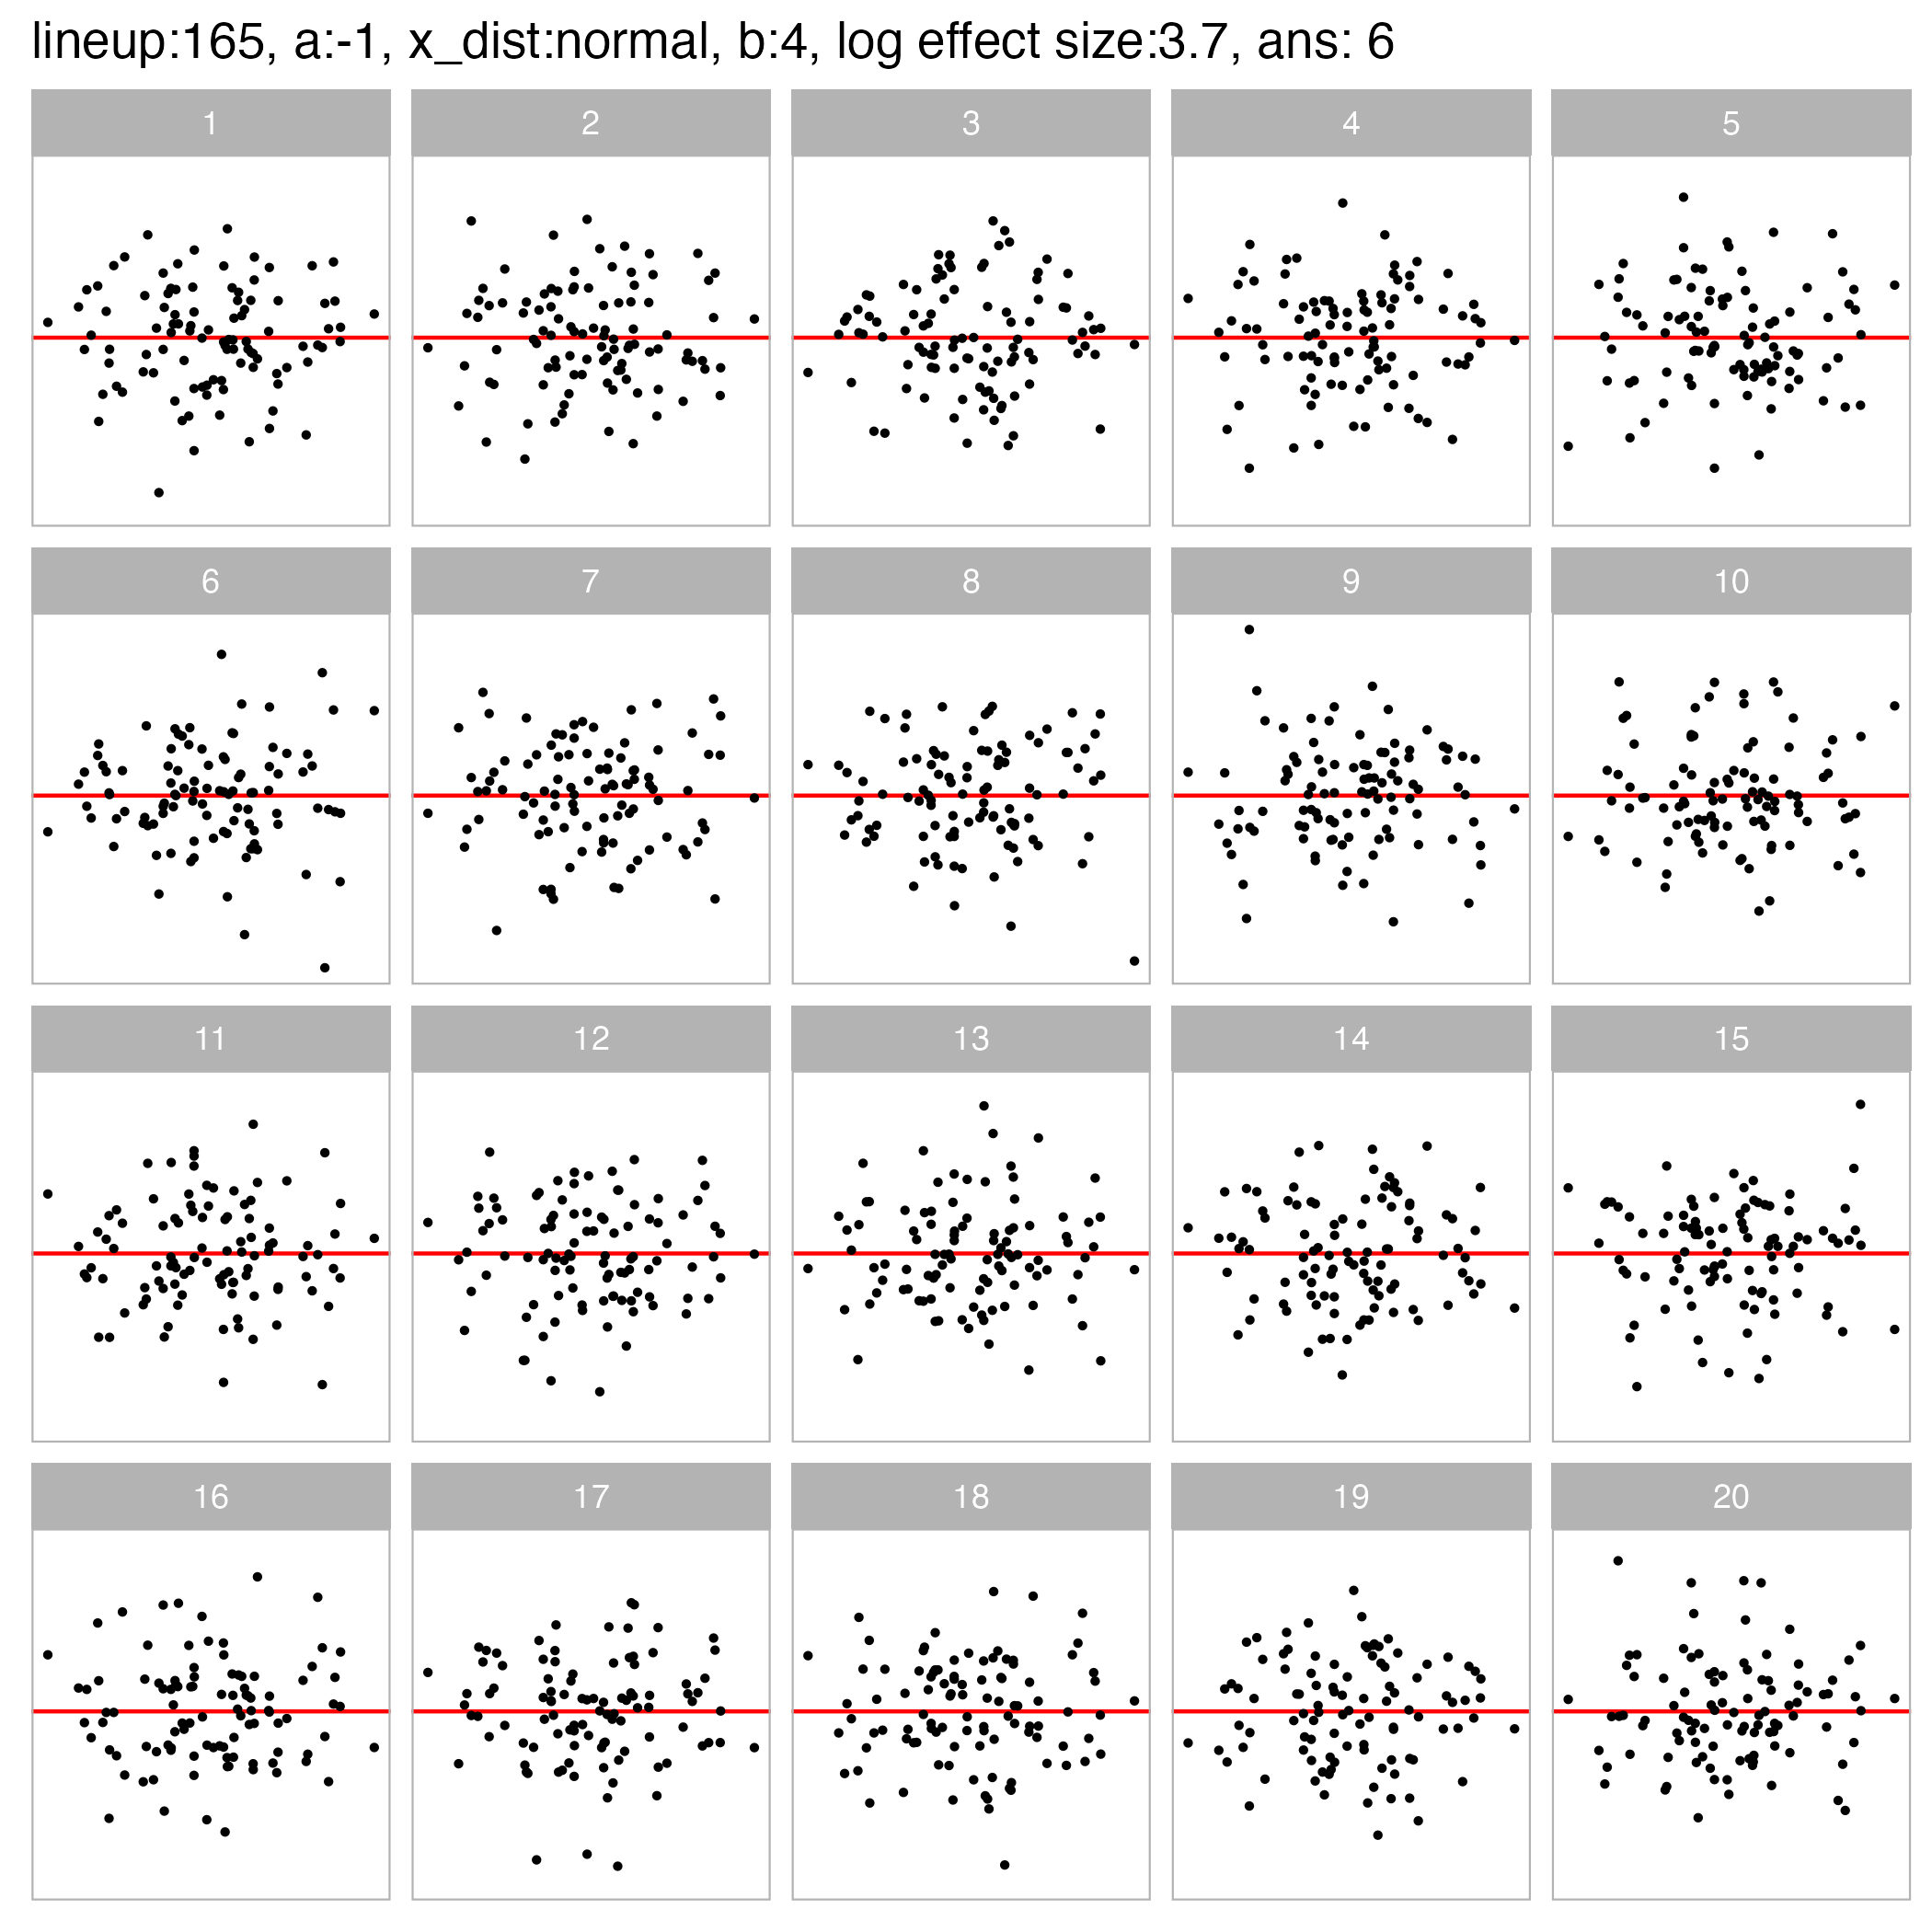 lineup:165, a:-1, x_dist:normal, b:4, log effect size:3.7, ans: 6
1 2 3 4 5
6 7 8 9 10
11 12 13 14 15
16 17 18 19 20